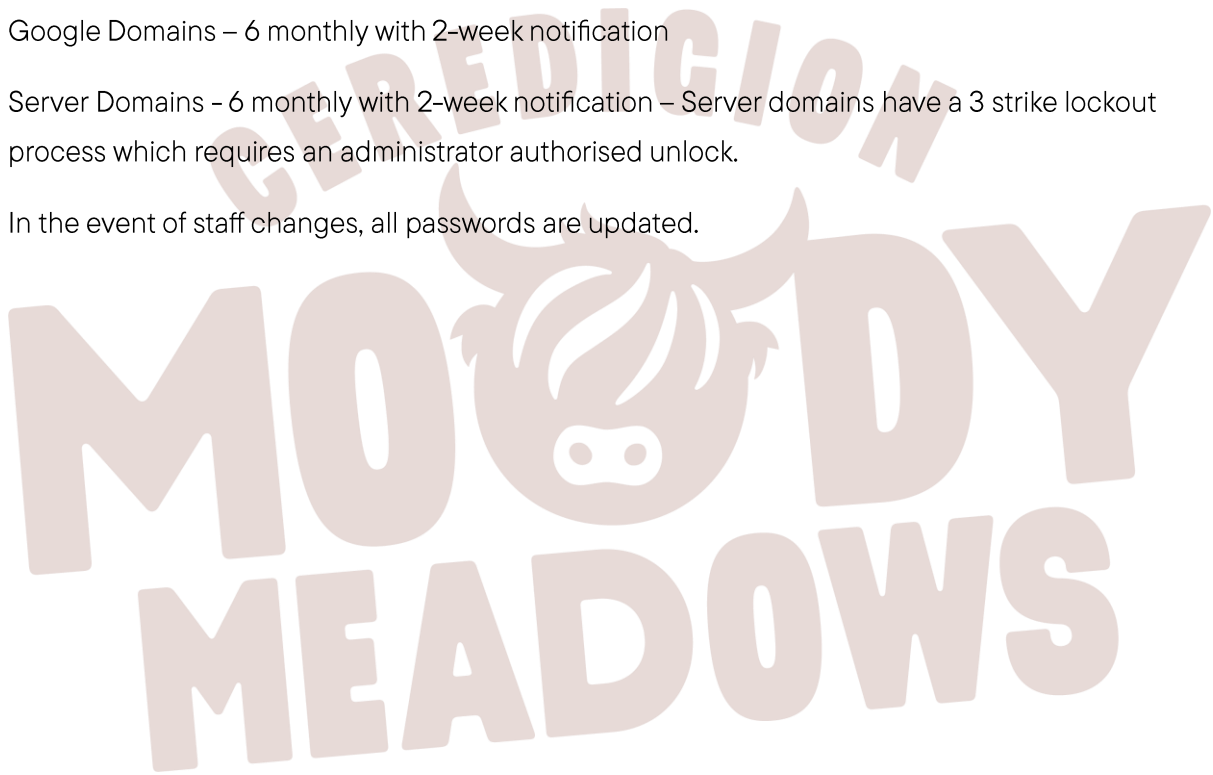 Google Domains – 6 monthly with 2-week notification
Server Domains - 6 monthly with 2-week notification – Server domains have a 3 strike lockout
process which requires an administrator authorised unlock.
In the event of staff changes, all passwords are updated.
CEREDIGION
MOODY
MEADOWS